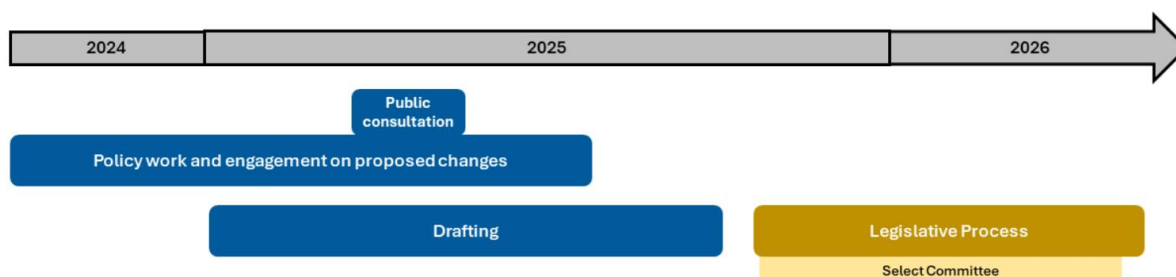 2024 2025 2026
Public
consultation
Policy work and engagement on proposed changes
Drafting Legislative Process
Select Committee